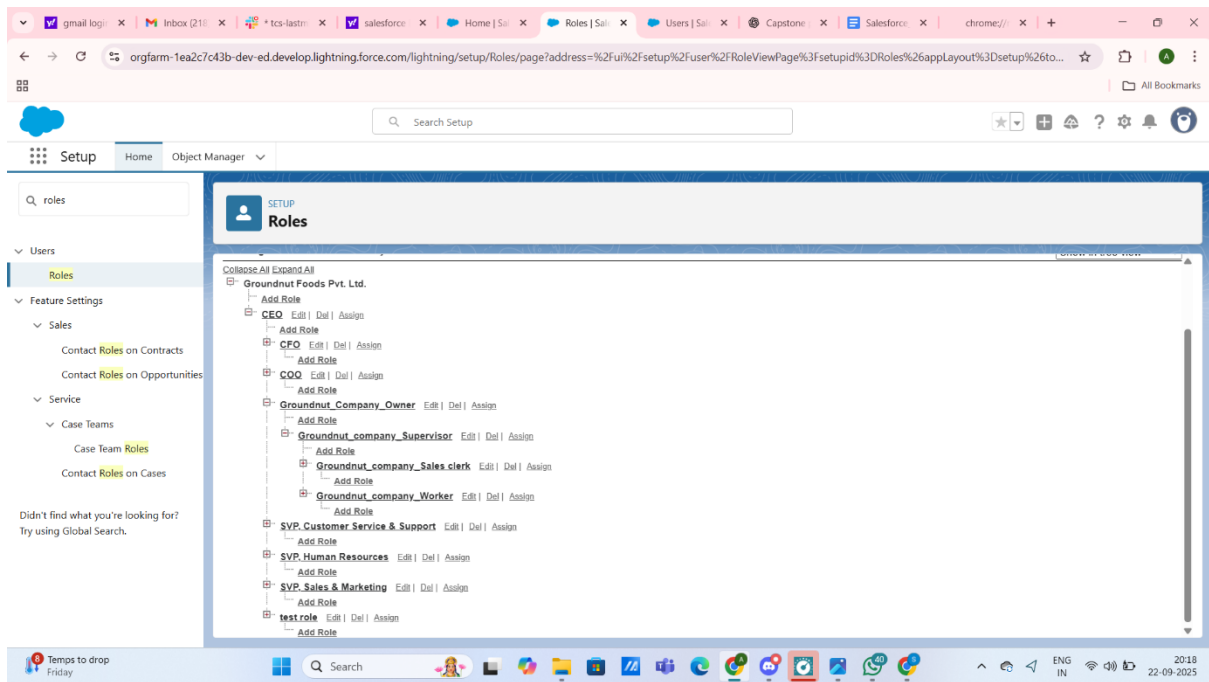 gmail logi
Inbox (218
* tcs-lastm
salesforce
Home | Sal
Roles | Sale
Users | Sale
Capstone
Salesforce
chrome://
orgfarm-1ea2c7c43b-dev-ed.develop.lightning.force.com/lightning/setup/Roles/page?address=%2Fui%2Fsetup%2Fuser%2FRoleViewPage%3Fsetupid%3DRoles%26appLayout%3Dsetup%26to...
A
All Bookmarks
Search Setup
Setup Home Object Manager
roles
SETUP
Roles
Users
Roles
Feature Settings
Sales
Contact Roles on Contracts
Contact Roles on Opportunities
Service
Case Teams
Case Team Roles
Contact Roles on Cases
Didn't find what you're looking for?
Try using Global Search.
Show in tree view
Collapse All Expand All
Groundnut Foods Pvt. Ltd.
Add Role
CEO Edit | Del | Assign
Add Role
CFO Edit | Del | Assign
Add Role
COO Edit | Del | Assign
Add Role
Groundnut_Company_Owner Edit | Del | Assign
Add Role
Groundnut_company_Supervisor Edit | Del | Assign
Add Role
Groundnut_company_Sales clerk Edit | Del | Assign
Add Role
Groundnut_company_Worker Edit | Del | Assign
Add Role
SVP, Customer Service & Support Edit | Del | Assign
Add Role
SVP, Human Resources Edit | Del | Assign
Add Role
SVP, Sales & Marketing Edit | Del | Assign
Add Role
test role Edit | Del | Assign
Add Role
8
Temps to drop
Friday
Search
40
ENG
IN
20:18
22-09-2025